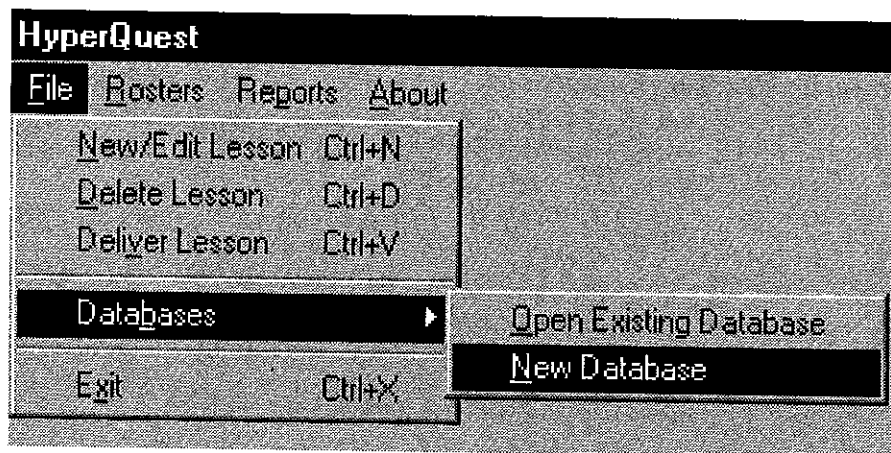 HyperQuest
File Rosters Reports About
New/Edit Lesson Ctrl+N
Delete Lesson Ctrl+D
Deliver Lesson Ctrl+V
Databases
Open Existing Database
New Database
Exit Ctrl+X